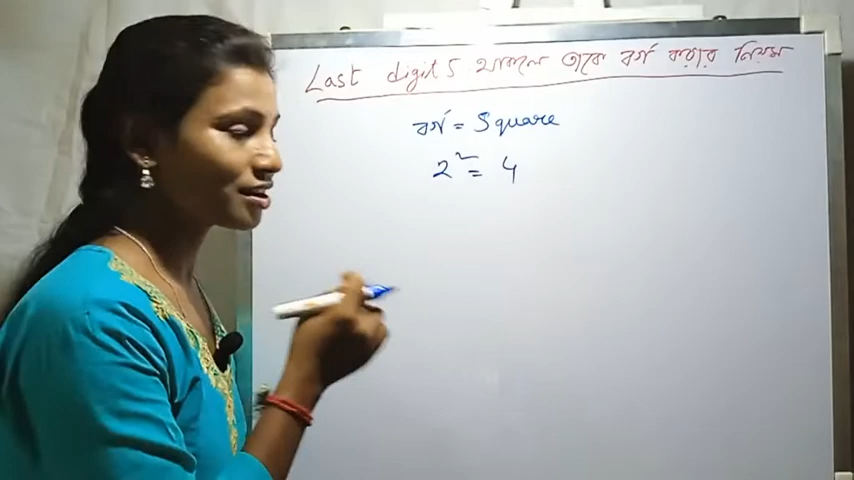 Last digit 5 থাকলে তাকে বর্গ করার নিয়ম
বর্গ = Square
2² = 4